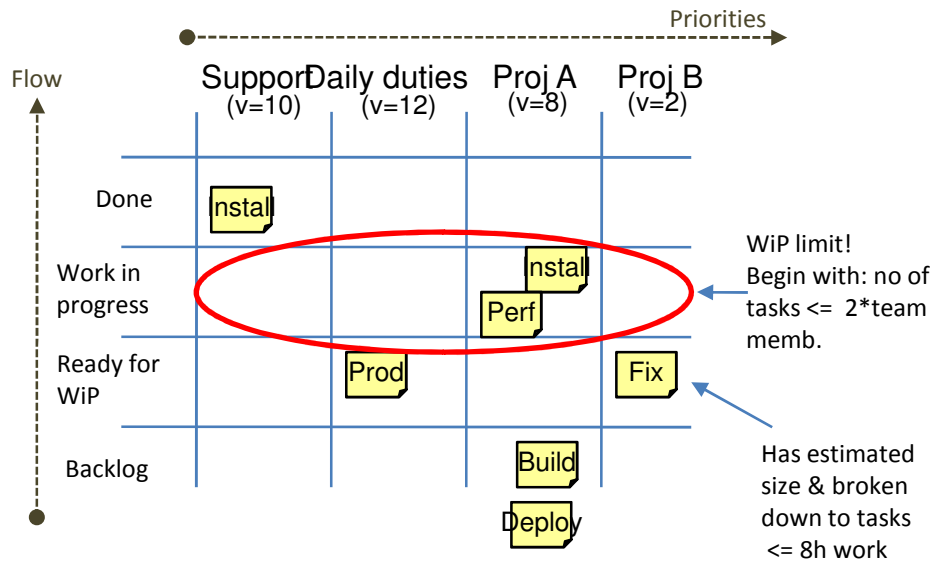 Priorities
Flow
Support Daily duties Proj A Proj B
(v=10) (v=12) (v=8) (v=2)
Done
nstall
Work in
progress
nstall
Perf
WiP limit!
Begin with: no of
tasks <= 2*team
memb.
Ready for
WiP
Prod
Fix
Backlog
Build
Deploy
Has estimated
size & broken
down to tasks
<= 8h work